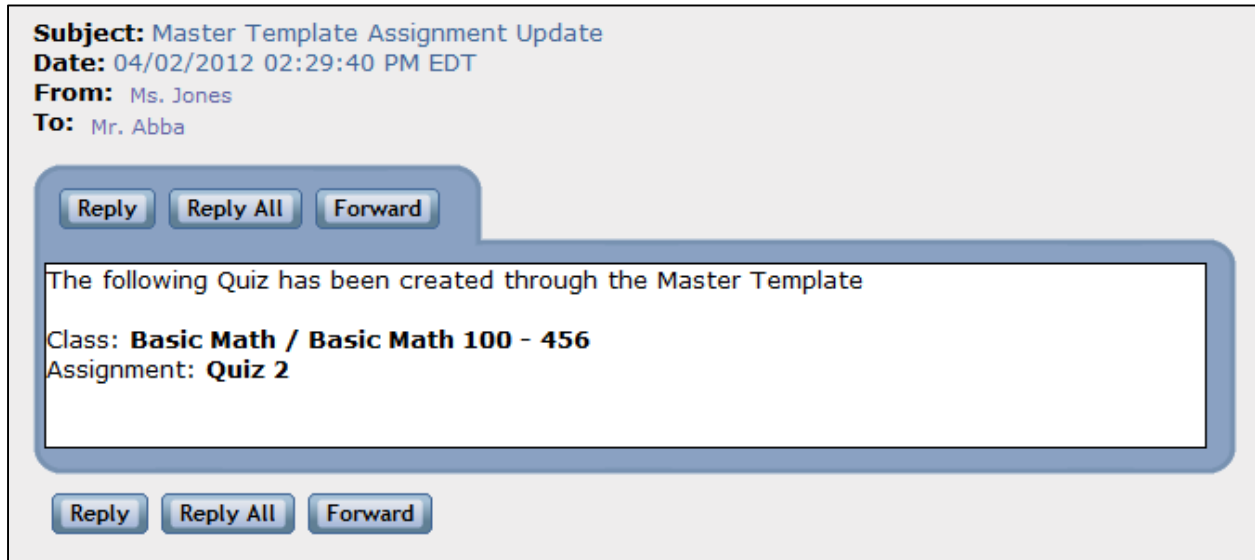 Subject: Master Template Assignment Update
Date: 04/02/2012 02:29:40 PM EDT
From: Ms. Jones
To: Mr. Abba
Reply Reply All Forward
The following Quiz has been created through the Master Template
Class: Basic Math / Basic Math 100 - 456
Assignment: Quiz 2
Reply Reply All Forward